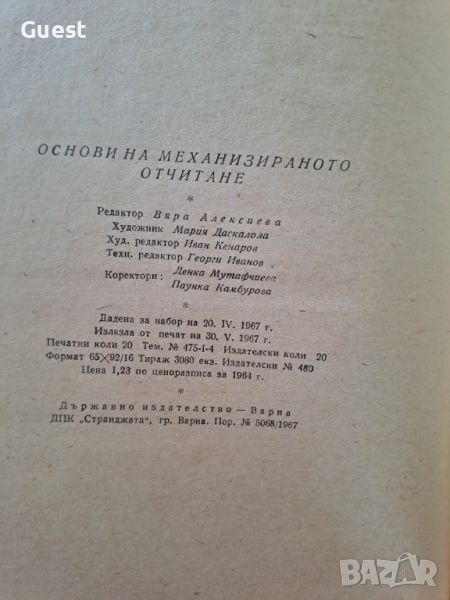 Guest
ОСНОВИ НА МЕХАНИЗИРАНОТО
ОТЧИТАНЕ
*
Редактор Вяра Алексиева
Художник Мария Даскалола
Худ. редактор Иван Кенаров
Техн. редактор Георги Иванов
Коректори: Денка Мутафчиева
Паунка Камбурова
*
Дадена за набор на 20. IV. 1967 г.
Излязла от печат на 30. V. 1967 г.
Печатни коли 20 Тем. № 475-I-4 Издателски коли 20
Формат 65×92/16 Тираж 3080 екз. Издателски № 480
Цена 1,23 по ценоразписа за 1964 г.
*
Държавно издателство — Варна
ДПК „Странджата", гр. Варна. Пор. № 5068/1967
BAZAR